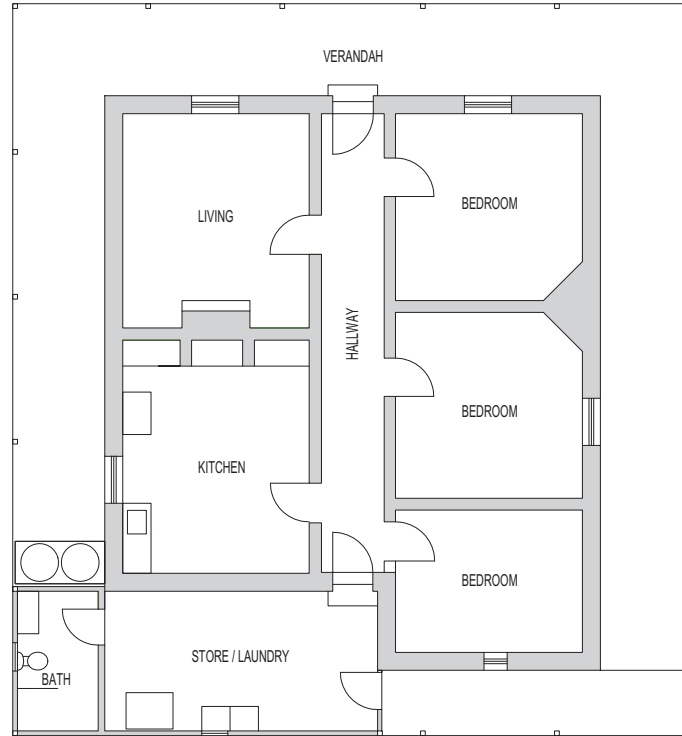 VERANDAH
BEDROOM
LIVING
HALLWAY
BEDROOM
KITCHEN
BEDROOM
STORE / LAUNDRY
BATH